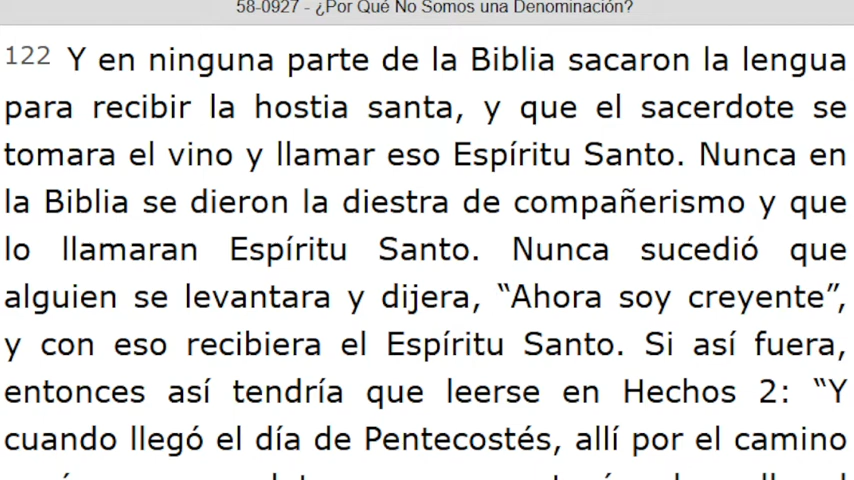 58-0927 - ¿Por Qué No Somos una Denominación?
122 Y en ninguna parte de la Biblia sacaron la lengua
para recibir la hostia santa, y que el sacerdote se
tomara el vino y llamar eso Espíritu Santo. Nunca en
la Biblia se dieron la diestra de compañerismo y que
lo llamaran Espíritu Santo. Nunca sucedió que
alguien se levantara y dijera, “Ahora soy creyente”,
y con eso recibiera el Espíritu Santo. Si así fuera,
entonces así tendría que leerse en Hechos 2: “Y
cuando llegó el día de Pentecostés, allí por el camino